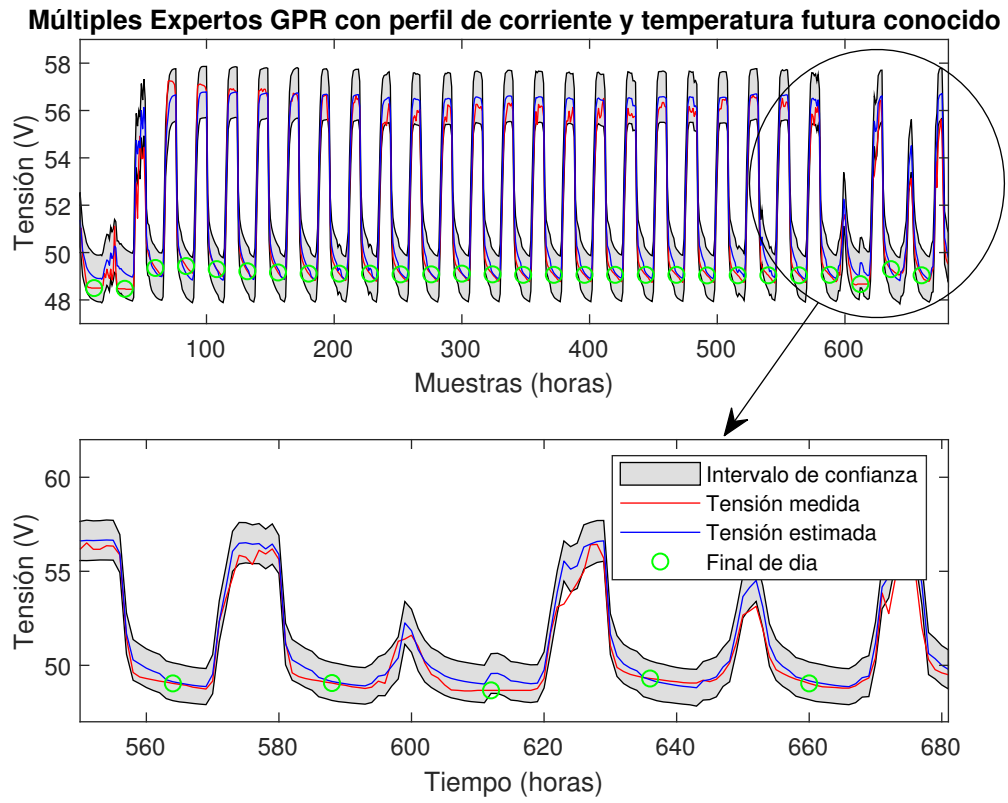 Múltiples Expertos GPR con perfil de corriente y temperatura futura conocido
58
56
54
52
50
48
Tensión (V)
100 200 300 400 500 600
Muestras (horas)
60
55
50
Tensión (V)
Intervalo de confianza
Tensión medida
Tensión estimada
Final de dia
560 580 600 620 640 660 680
Tiempo (horas)